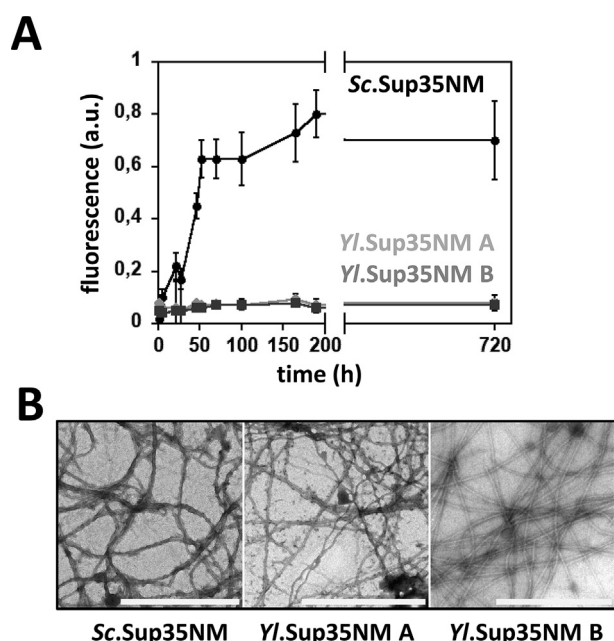 A
1
0,8
0,6
0,4
0,2
0
fluorescence (a.u.)
Sc.Sup35NM
Yl.Sup35NM A
Yl.Sup35NM B
0 50 100 150 200 720
time (h)
B
Sc.Sup35NM Yl.Sup35NM A Yl.Sup35NM B